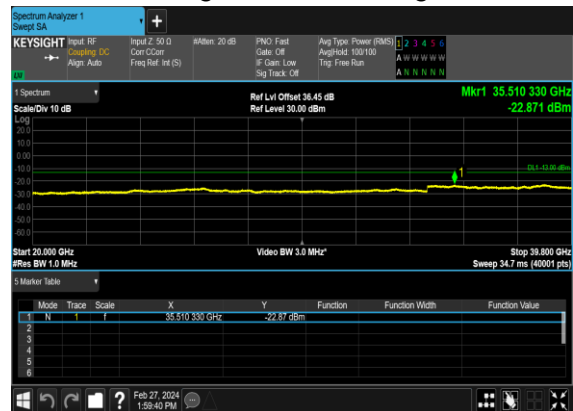 Spectrum Analyzer 1
Swept SA
+
KEYSIGHT Input: RF Input Z: 50 Ω #Atten: 20 dB PNO: Fast Avg Type: Power (RMS) 1 2 3 4 5 6
Coupling: DC Corr CCorr Gate: Off Avg|Hold: 100/100 A W W W W W
Align: Auto Freq Ref: Int (S) IF Gain: Low Trig: Free Run
Sig Track: Off A N N N N N
LW
1 Spectrum Ref Lvl Offset 36.45 dB Mkr1 35.510 330 GHz
Scale/Div 10 dB Ref Level 30.00 dBm -22.871 dBm
Log
20.0
10.0
0.00
-10.0
1
DL1 -13.00 dBm
-20.0
-30.0
-40.0
-50.0
-60.0
Start 20.000 GHz Video BW 3.0 MHz* Stop 39.800 GHz
#Res BW 1.0 MHz Sweep 34.7 ms (40001 pts)
5 Marker Table
Mode Trace Scale X Y Function Function Width Function Value
1 N 1 f 35.510 330 GHz -22.87 dBm
2
3
4
5
6
? Feb 27, 2024
1:59:40 PM